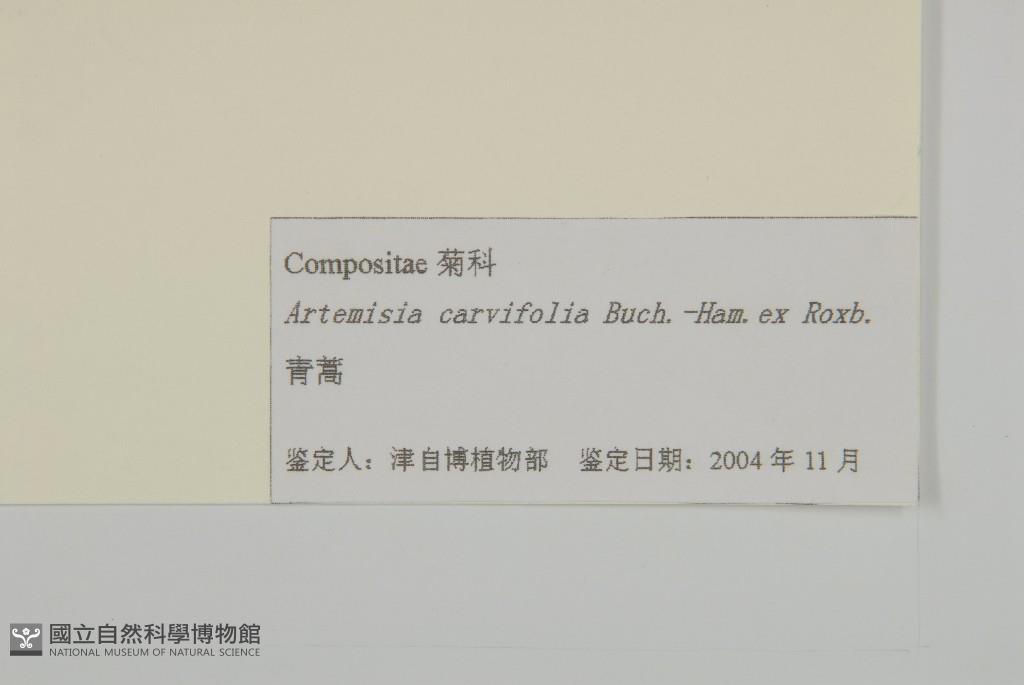 Compositae 菊科
Artemisia carvifolia Buch.-Ham. ex Roxb.
青蒿
鉴定人：津自博植物部 鉴定日期：2004 年 11 月
國立自然科學博物館
NATIONAL MUSEUM OF NATURAL SCIENCE